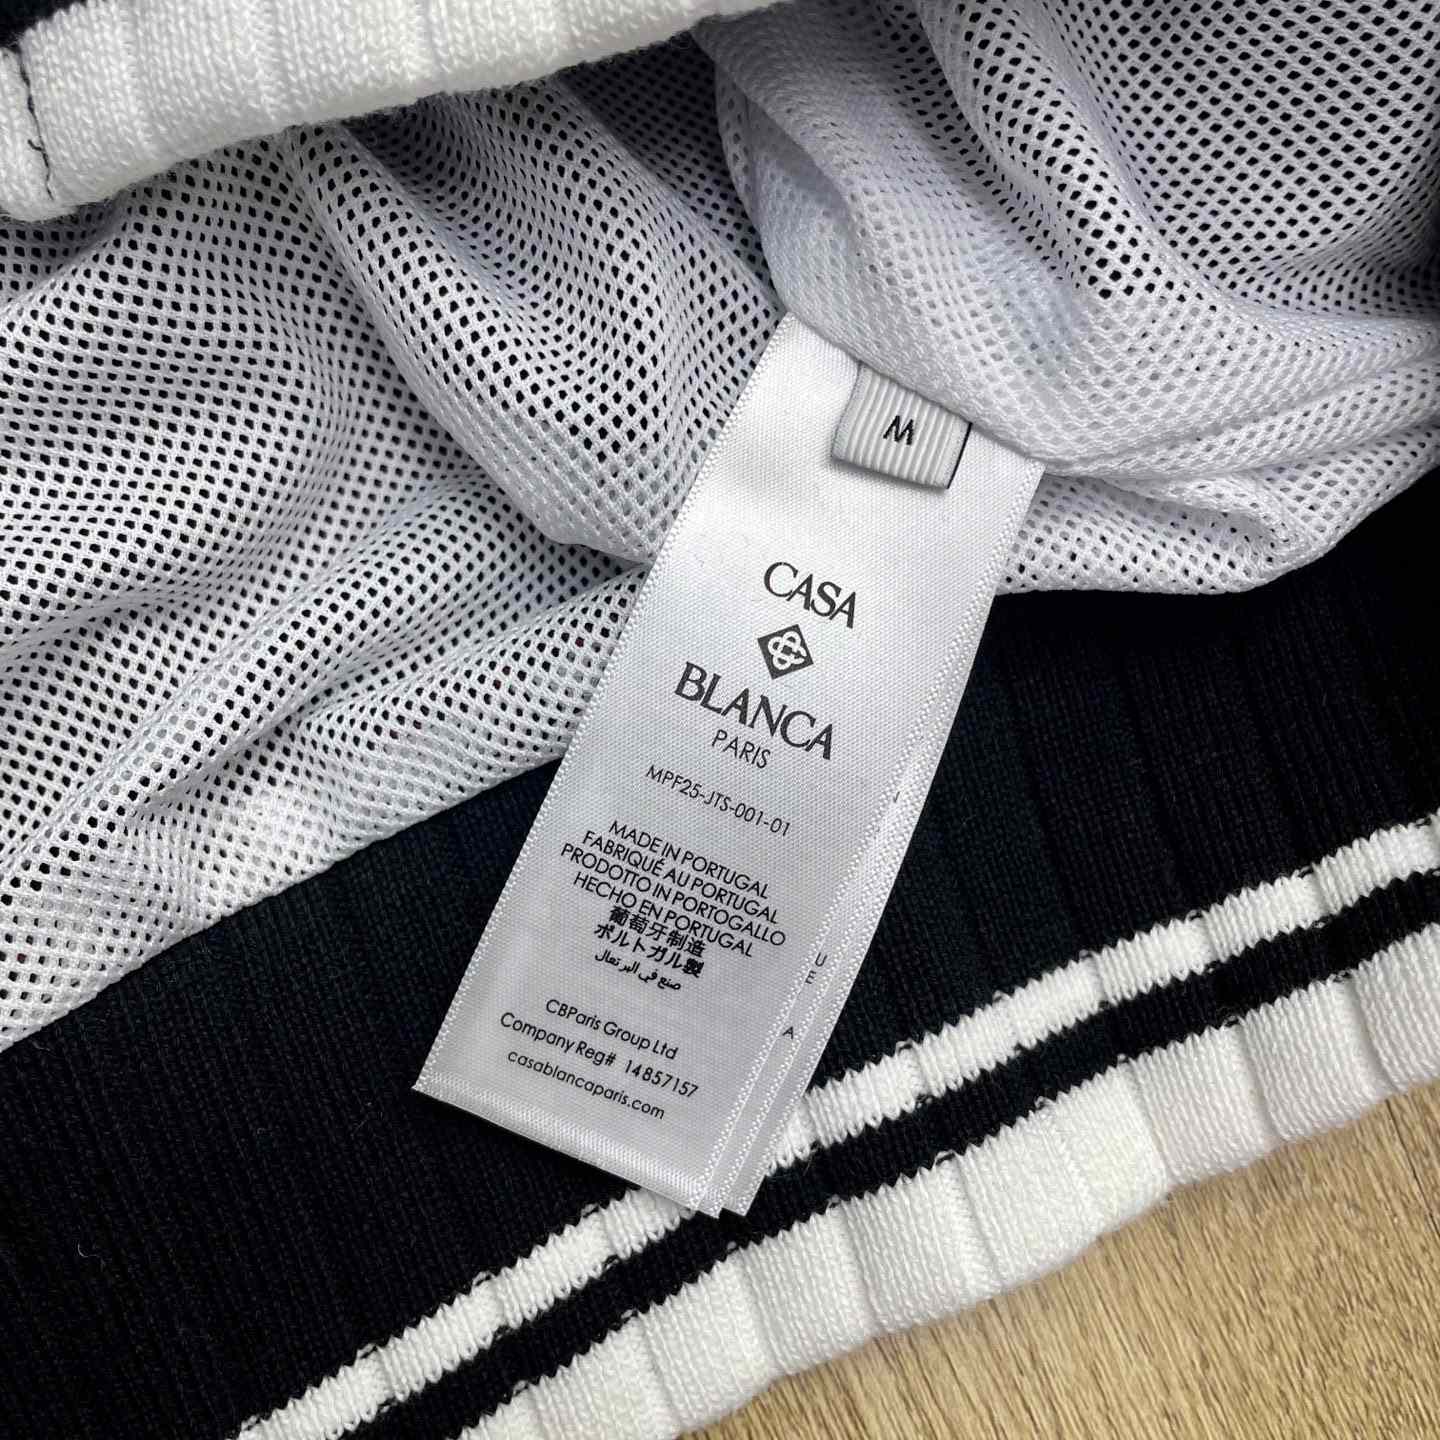 M
CASA
BLANCA
PARIS
MPF25-JTS-001-01
MADE IN PORTUGAL
FABRIQUÉ AU PORTUGAL
PRODOTTO IN PORTOGALLO
HECHO EN PORTUGAL
葡萄牙制造
ポルトガル製
صنع في البرتغال
CBParis Group Ltd
Company Reg# 14857157
casablancaparis.com
I
UE
E
A